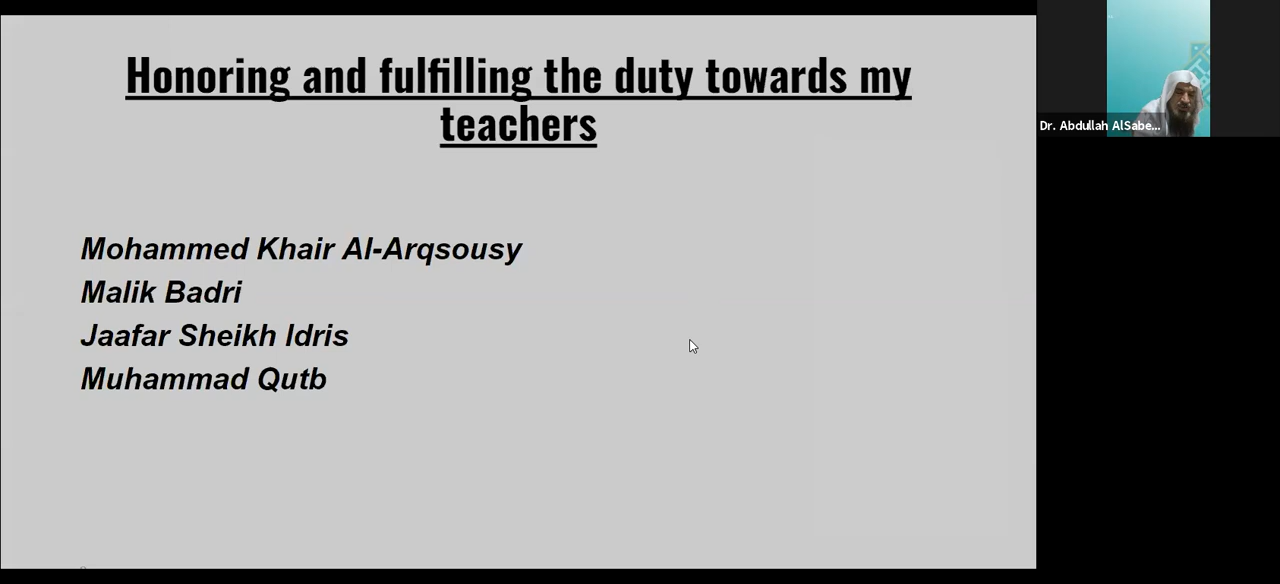 Honoring and fulfilling the duty towards my
teachers
Mohammed Khair Al-Arqsousy
Malik Badri
Jaafar Sheikh Idris
Muhammad Qutb
Dr. Abdullah AlSabe...